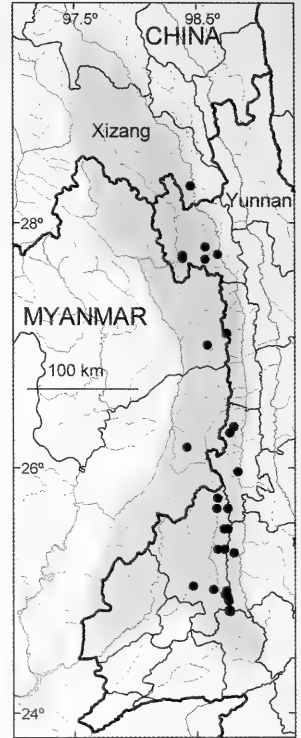 97.5° 98.5°
CHINA
Xizang
Yunnan
28°
MYANMAR
100 km
26°
24°